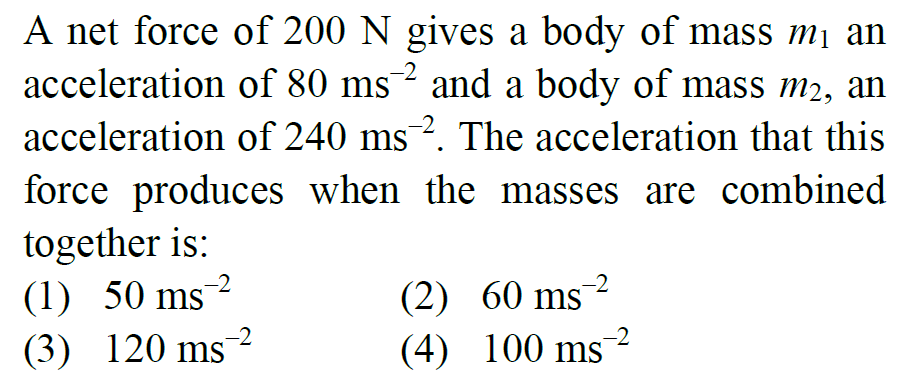 A net force of 200 N gives a body of mass m₁ an
acceleration of 80 ms⁻² and a body of mass m₂, an
acceleration of 240 ms⁻². The acceleration that this
force produces when the masses are combined
together is:
(1) 50 ms⁻² (2) 60 ms⁻²
(3) 120 ms⁻² (4) 100 ms⁻²